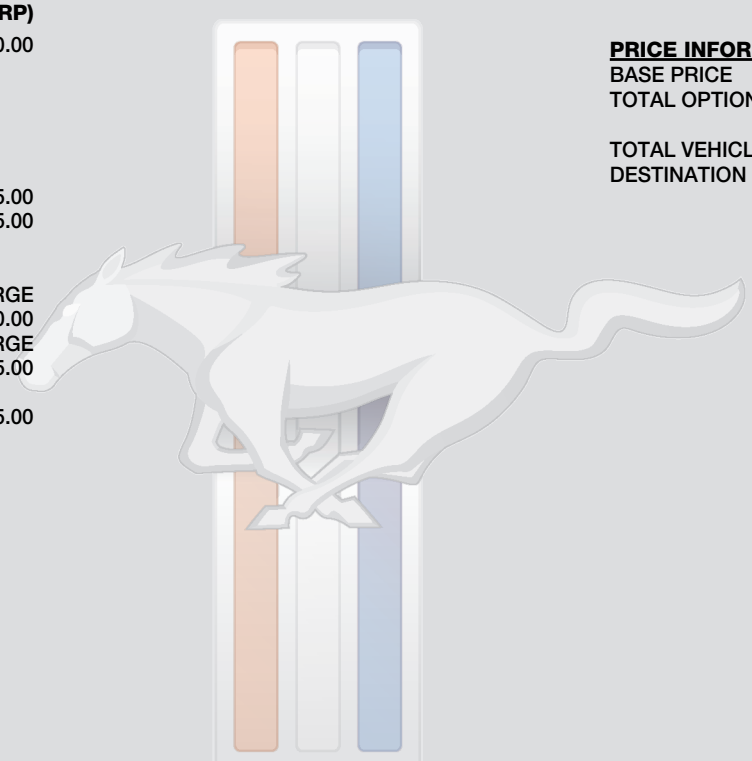 RP)
0.00
5.00
5.00
RGE
0.00
RGE
5.00
5.00
PRICE INFOR
BASE PRICE
TOTAL OPTION
TOTAL VEHICL
DESTINATION